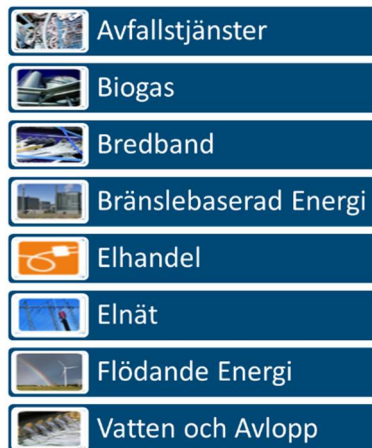 Avfallstjänster
Biogas
Bredband
Bränslebaserad Energi
Elhandel
Elnät
Flödande Energi
Vatten och Avlopp